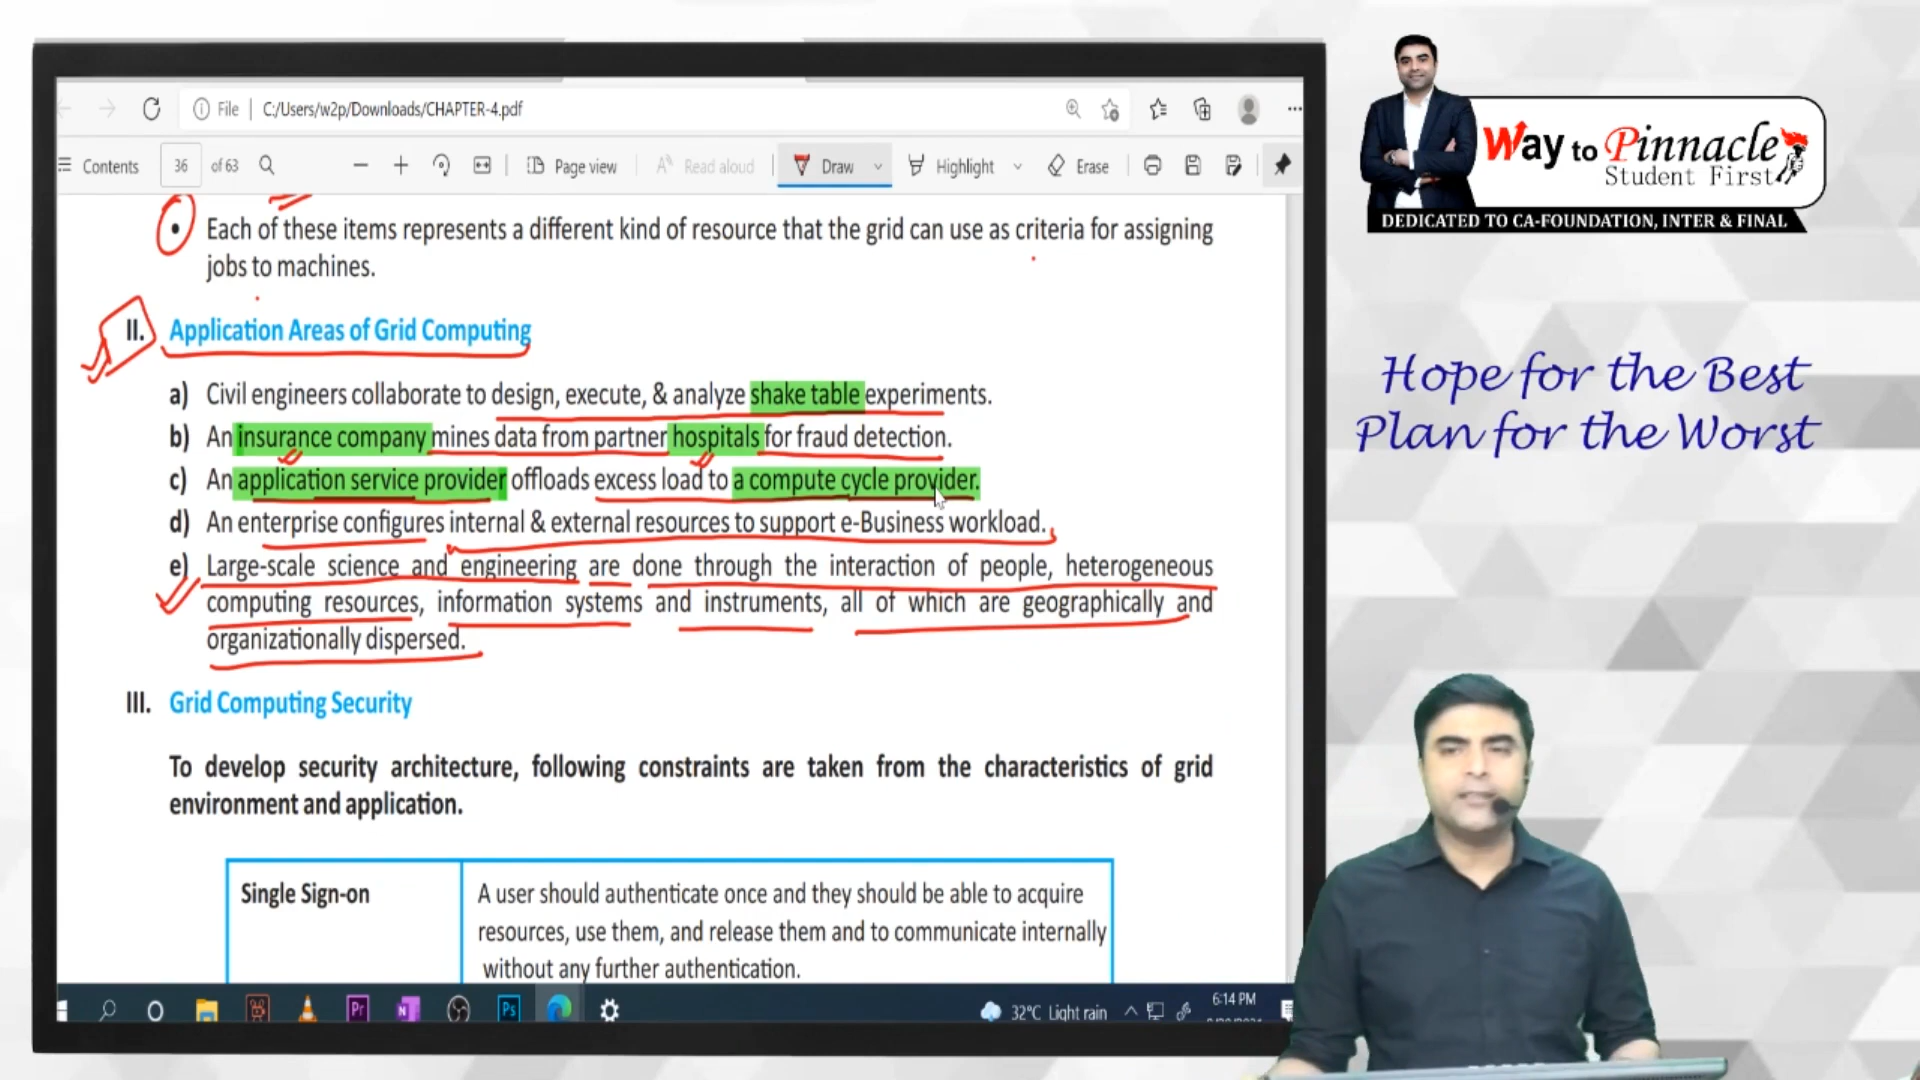 File C:/Users/w2p/Downloads/CHAPTER-4.pdf
Contents 36 of 63 Page view Read aloud Draw Highlight Erase
Each of these items represents a different kind of resource that the grid can use as criteria for assigning
jobs to machines.
II. Application Areas of Grid Computing
a) Civil engineers collaborate to design, execute, & analyze shake table experiments.
b) An insurance company mines data from partner hospitals for fraud detection.
c) An application service provider offloads excess load to a compute cycle provider.
d) An enterprise configures internal & external resources to support e-Business workload.
e) Large-scale science and engineering are done through the interaction of people, heterogeneous
computing resources, information systems and instruments, all of which are geographically and
organizationally dispersed.
III. Grid Computing Security
To develop security architecture, following constraints are taken from the characteristics of grid
environment and application.
Single Sign-on
A user should authenticate once and they should be able to acquire
resources, use them, and release them and to communicate internally
without any further authentication.
Pr
N
Ps
32°C Light rain
6:14 PM
Way to Pinnacle
Student First
DEDICATED TO CA-FOUNDATION, INTER & FINAL
Hope for the Best
Plan for the Worst